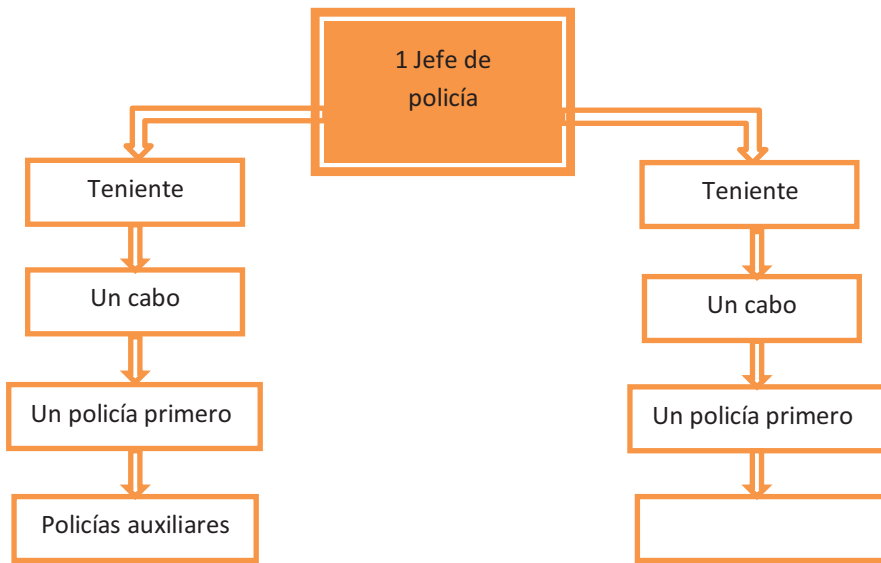 1 Jefe de
policía
Teniente
Teniente
Un cabo
Un cabo
Un policía primero
Un policía primero
Policías auxiliares